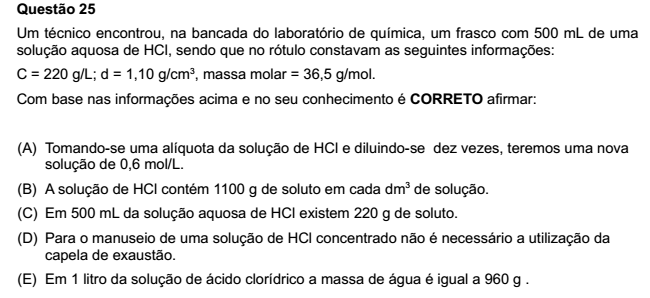 Questão 25
Um técnico encontrou, na bancada do laboratório de química, um frasco com 500 mL de uma
solução aquosa de HCl, sendo que no rótulo constavam as seguintes informações:
C = 220 g/L; d = 1,10 g/cm³, massa molar = 36,5 g/mol.
Com base nas informações acima e no seu conhecimento é CORRETO afirmar:
(A) Tomando-se uma alíquota da solução de HCl e diluindo-se dez vezes, teremos uma nova
solução de 0,6 mol/L.
(B) A solução de HCl contém 1100 g de soluto em cada dm³ de solução.
(C) Em 500 mL da solução aquosa de HCl existem 220 g de soluto.
(D) Para o manuseio de uma solução de HCl concentrado não é necessário a utilização da
capela de exaustão.
(E) Em 1 litro da solução de ácido clorídrico a massa de água é igual a 960 g .